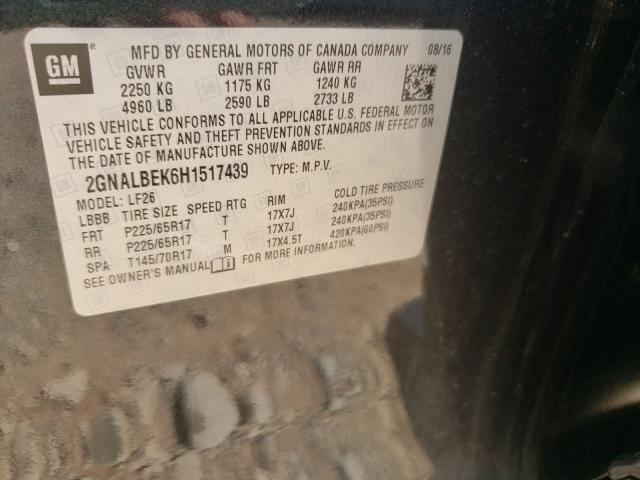 GM
MFD BY GENERAL MOTORS OF CANADA COMPANY 08/16
GVWR GAWR FRT GAWR RR
2250 KG 1175 KG 1240 KG
4960 LB 2590 LB 2733 LB
THIS VEHICLE CONFORMS TO ALL APPLICABLE U.S. FEDERAL MOTOR
VEHICLE SAFETY AND THEFT PREVENTION STANDARDS IN EFFECT ON
THE DATE OF MANUFACTURE SHOWN ABOVE.
2GNALBEK6H1517439 TYPE: M.P.V.
MODEL: LF26
LBBB TIRE SIZE SPEED RTG RIM COLD TIRE PRESSURE
FRT P225/65R17 T 17X7J 240KPA(35PSI)
RR P225/65R17 T 17X7J 240KPA(35PSI)
SPA T145/70R17 M 17X4.5T 420KPA(60PSI)
SEE OWNER'S MANUAL FOR MORE INFORMATION.